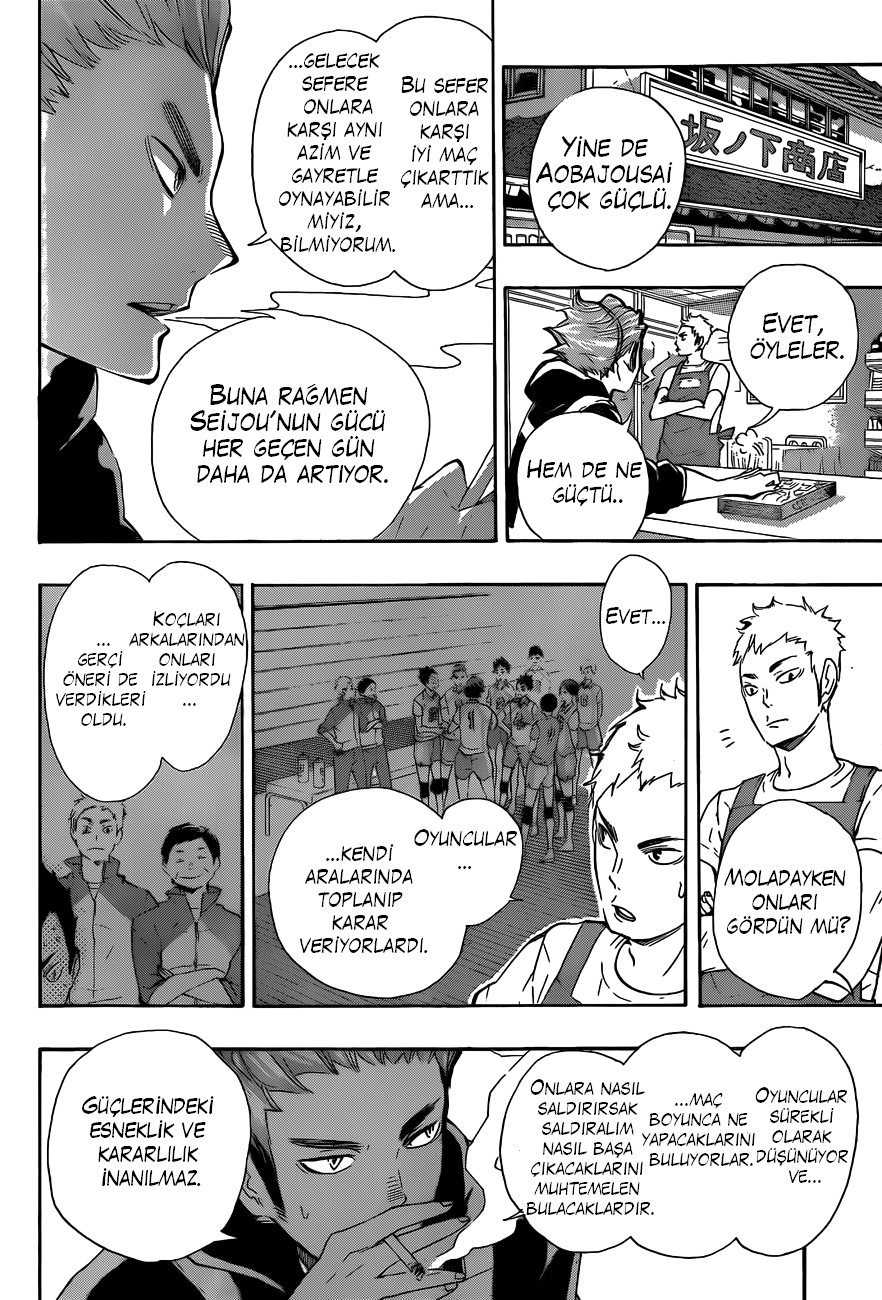 坂ノ下商店
YİNE DE
AOBAJOUSAİ
ÇOK GÜÇLÜ.
EVET,
ÖYLELER.
HEM DE NE
GÜÇTÜ..
BU SEFER
ONLARA
KARŞI
İYİ MAÇ
ÇIKARTTIK
AMA...
...GELECEK
SEFERE
ONLARA
KARŞI AYNI
AZİM VE
GAYRETLE
OYNAYABİLİR
MİYİZ,
BİLMİYORUM.
BUNA RAĞMEN
SEİJOU'NUN GÜCÜ
HER GEÇEN GÜN
DAHA DA ARTIYOR.
MOLADAYKEN
ONLARI
GÖRDÜN MÜ?
EVET...
OYUNCULAR
...
...KENDİ
ARALARINDA
TOPLANIP
KARAR
VERİYORLARDI.
KOÇLARI
ARKALARINDAN
ONLARI
İZLİYORDU
...
...
GERÇİ
ÖNERİ DE
VERDİKLERİ
OLDU.
OYUNCULAR
SÜREKLİ
OLARAK
DÜŞÜNÜYOR
VE...
...MAÇ
BOYUNCA NE
YAPACAKLARINI
BULUYORLAR.
ONLARA NASIL
SALDIRIRSAK
SALDIRALIM
NASIL BAŞA
ÇIKACAKLARINI
MUHTEMELEN
BULACAKLARDIR.
GÜÇLERİNDEKİ
ESNEKLİK VE
KARARLILIK
İNANILMAZ.